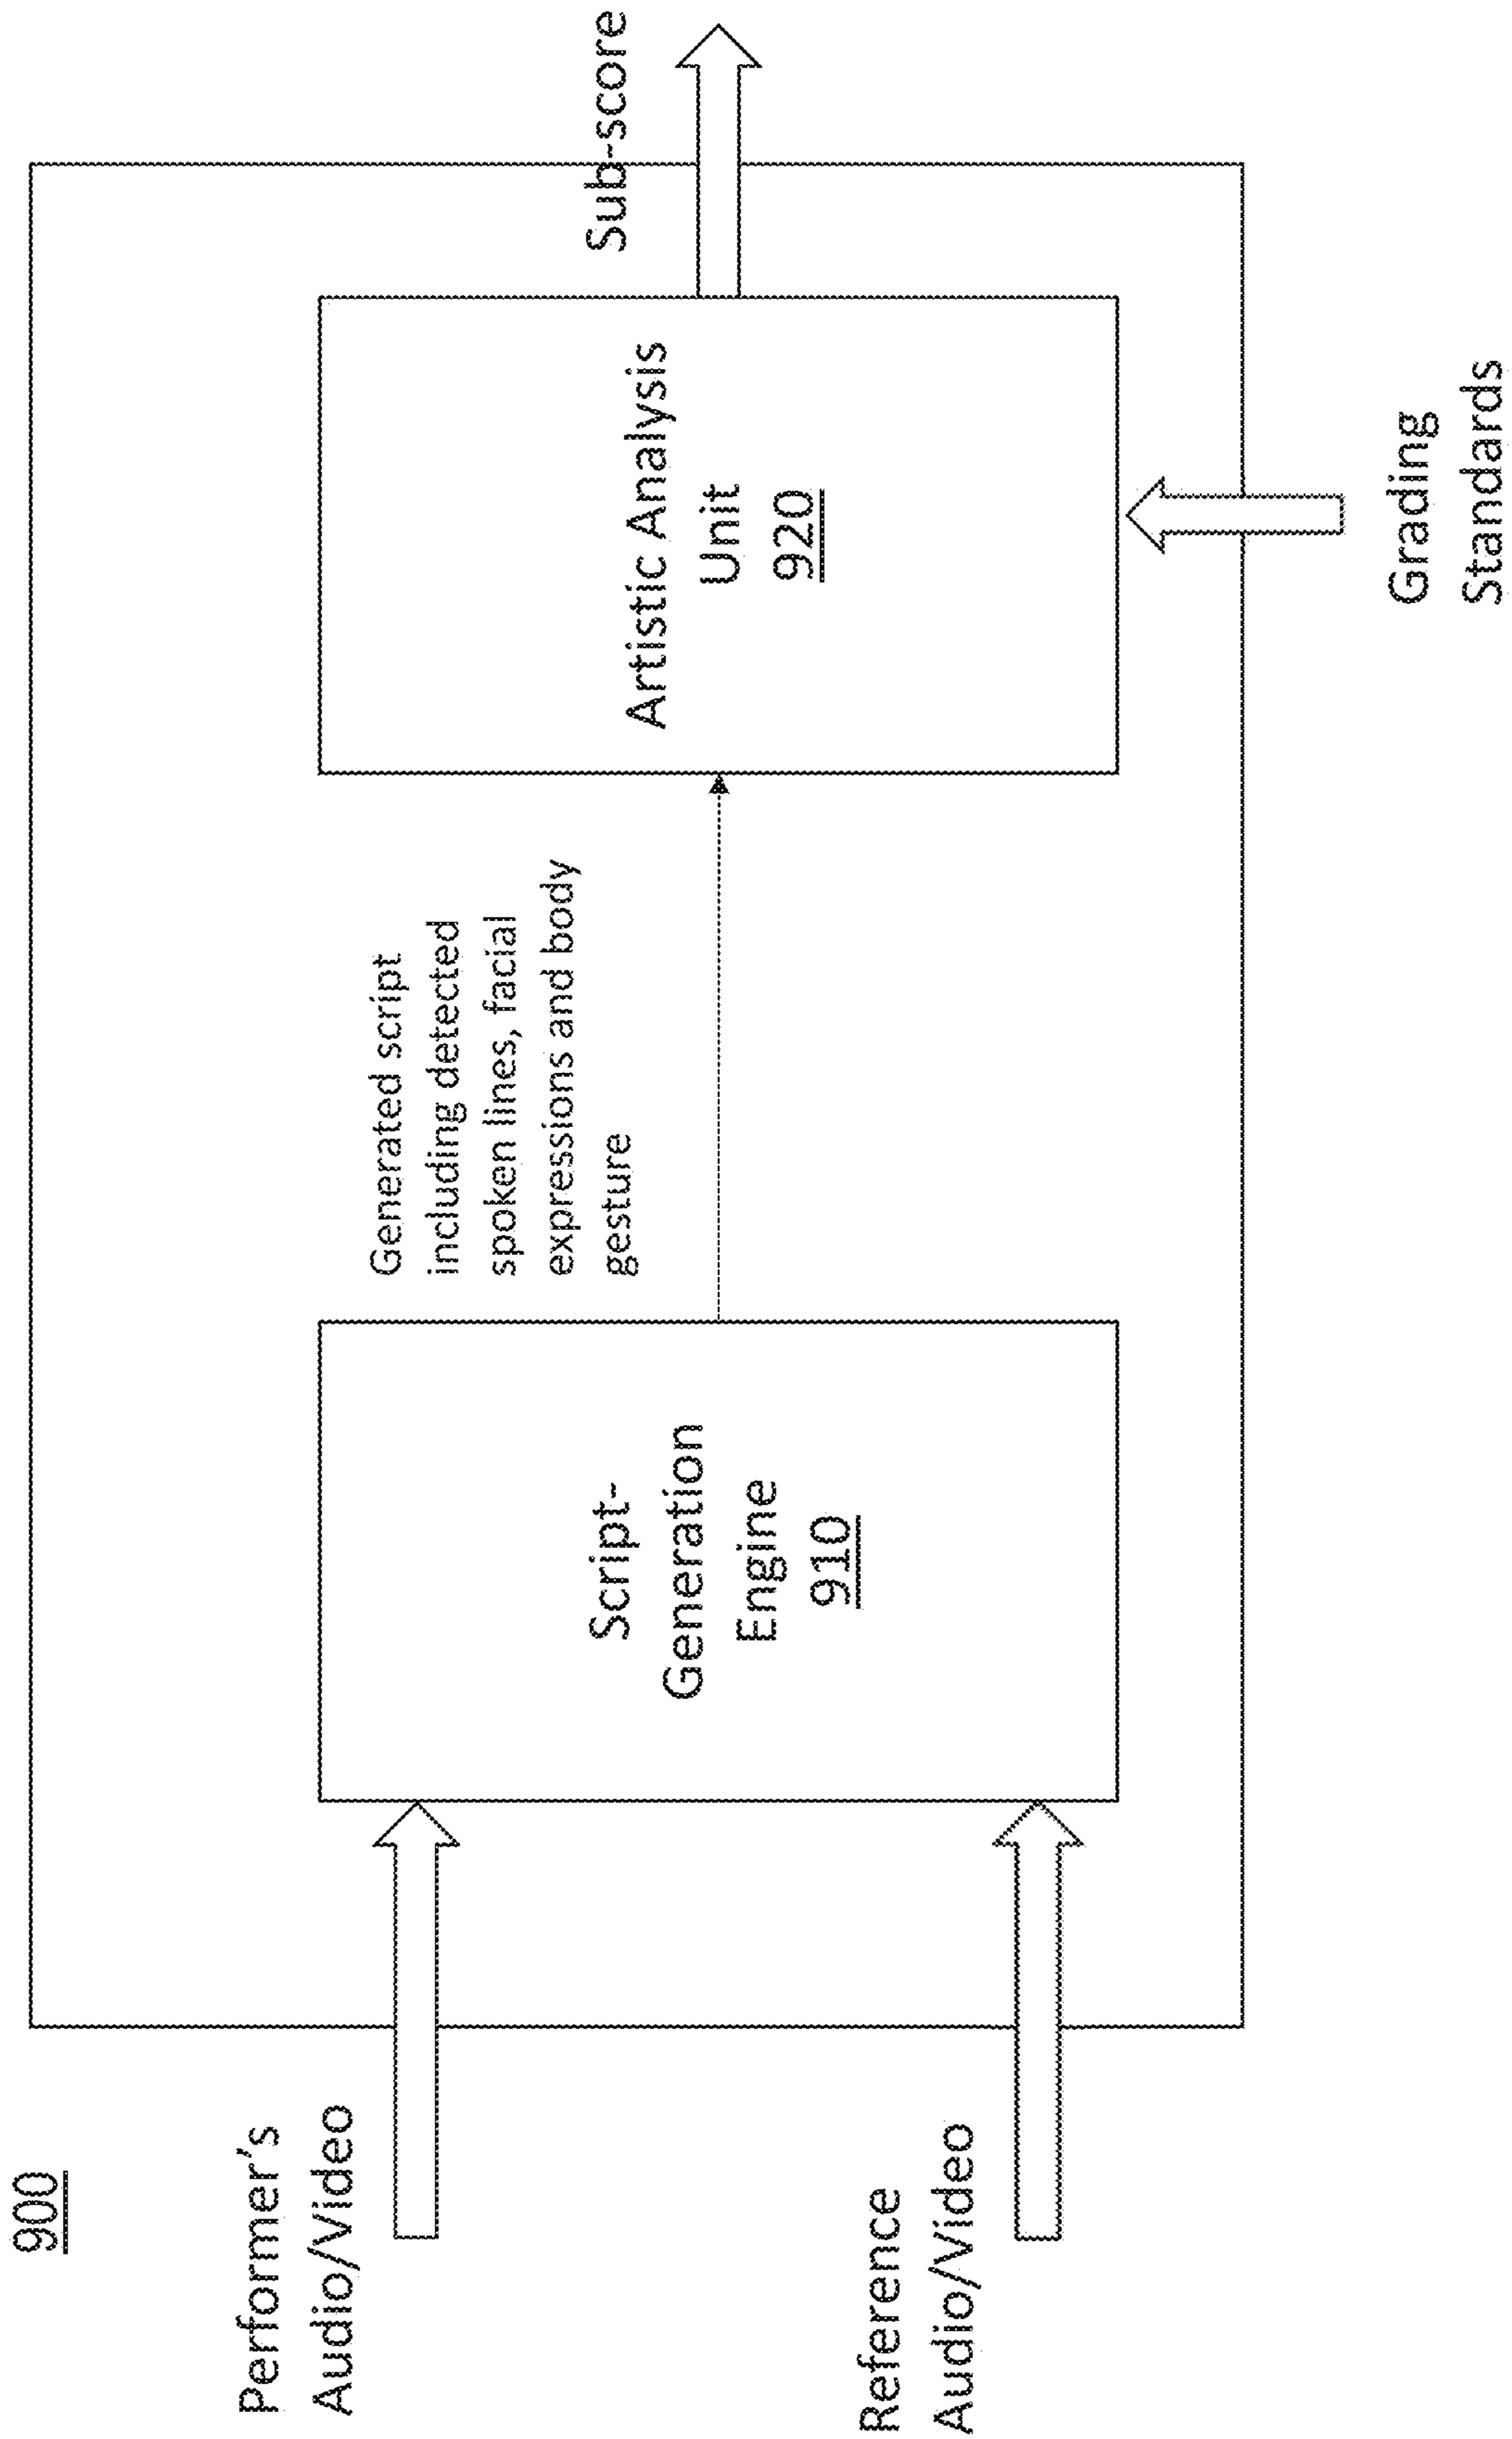 900
Performer's
Audio/Video
Reference
Audio/Video
Script-
Generation
Engine
910
Generated script
including detected
spoken lines, facial
expressions and body
gesture
Artistic Analysis
Unit
920
Sub-score
Grading
Standards